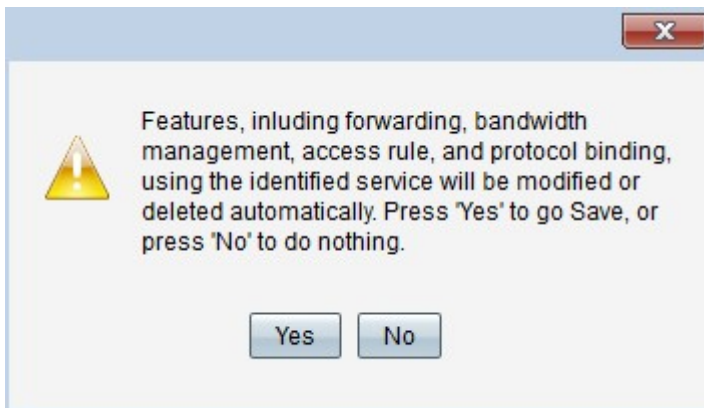 Features, inluding forwarding, bandwidth
management, access rule, and protocol binding,
using the identified service will be modified or
deleted automatically. Press 'Yes' to go Save, or
press 'No' to do nothing.
Yes No